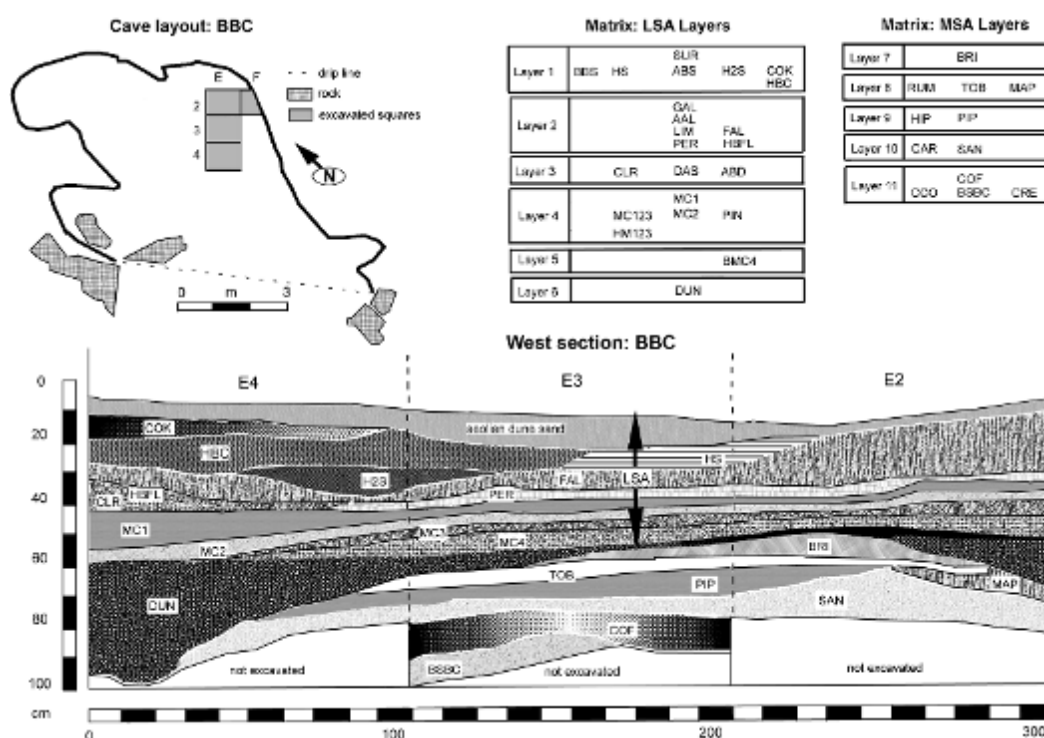 Cave layout: BBC
E F
2
3
4
drip line
rock
excavated squares
N
0 m 3
Matrix: LSA Layers
Layer 1 BBS HS SUR ABS H2S COK HBC
Layer 2 GAL AAL LIM PER FAL HBFL
Layer 3 CLR DAS ABD
Layer 4 MC123 HM123 MC1 MC2 PIN
Layer 5 BMC4
Layer 6 DUN
Matrix: MSA Layers
Layer 7 BRI
Layer 8 RUM TOB MAP
Layer 9 HIP PIP
Layer 10 CAR SAN
Layer 11 COF BSBC CRE
West section: BBC
E4 E3 E2
0
20
40
60
80
100
cm
COK
aeolian dune sand
HBC
HS
H2S
FAL
LSA
HBFL
CLR
PER
MC1
MC3
MC2
MC4
BRI
TOB
DUN
PIP
MAP
SAN
COF
BSBC
not excavated
not excavated
not excavated
0 100 200 300